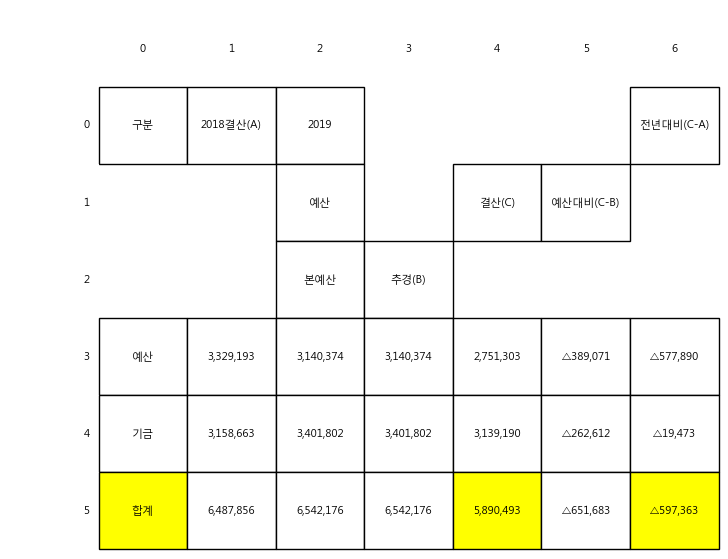 0 1 2 3 4 5 6
0 구분 2018결산(A) 2019 전년대비(C-A)
1 예산 결산(C) 예산대비(C-B)
2 본예산 추경(B)
3 예산 3,329,193 3,140,374 3,140,374 2,751,303 △389,071 △577,890
4 기금 3,158,663 3,401,802 3,401,802 3,139,190 △262,612 △19,473
5 합계 6,487,856 6,542,176 6,542,176 5,890,493 △651,683 △597,363